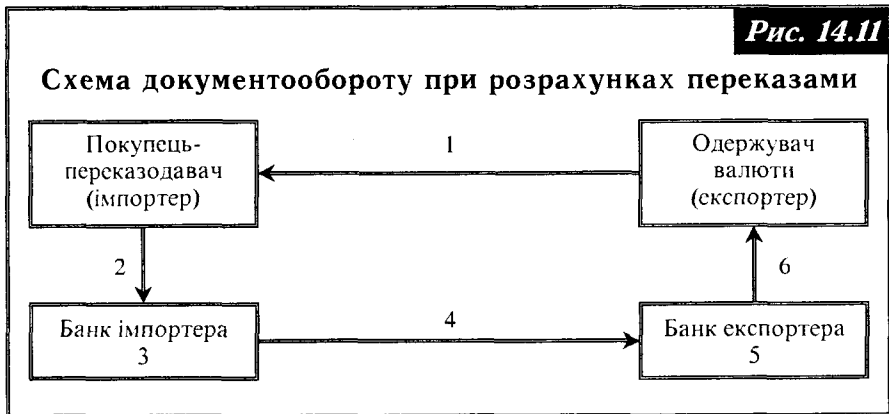 Рис. 14.11
Схема документообороту при розрахунках переказами
Покупець-
переказодавач
(імпортер)
1
Одержувач
валюти
(експортер)
2
6
Банк імпортера
3
4
Банк експортера
5